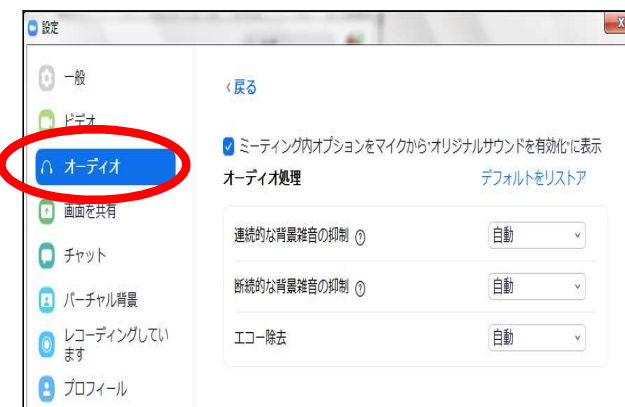 設定
x
一般
ビデオ
オーディオ
画面を共有
チャット
バーチャル背景
レコーディングしてい
ます
プロフィール
‹戻る
ミーティング内オプションをマイクから"オリジナルサウンドを有効化"に表示
オーディオ処理
デフォルトをリストア
連続的な背景雑音の抑制 ?
自動
断続的な背景雑音の抑制 ?
自動
エコー除去
自動